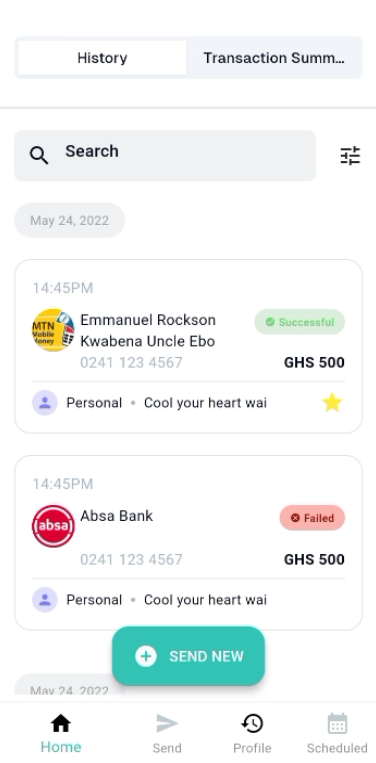 History
Transaction Summ...
Search
May 24, 2022
14:45PM
MTN
Mobile
Money
Emmanuel Rockson
Kwabena Uncle Ebo
Successful
0241 123 4567
GHS 500
Personal • Cool your heart wai
14:45PM
absa
Absa Bank
Failed
0241 123 4567
GHS 500
Personal • Cool your heart wai
SEND NEW
May 24, 2022
Home
Send
Profile
Scheduled